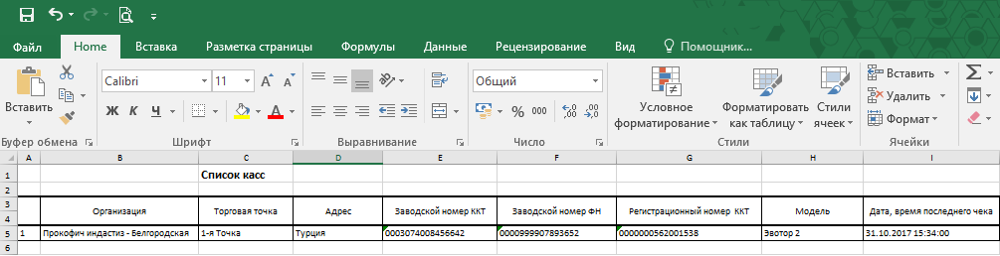 Файл Home Вставка Разметка страницы Формулы Данные Рецензирование Вид Помощник...
Вставить Calibri 11 Общий Условное форматирование Форматировать как таблицу Стили ячеек Вставить
Ж К Ч % 000 Удалить
Формат
Буфер обмена Шрифт Выравнивание Число Стили Ячейки
A B C D E F G H I
1 Список касс
2
3 Организация Торговая точка Адрес Заводской номер ККТ Заводской номер ФН Регистрационный номер ККТ Модель Дата, время последнего чека
4
5 1 Прокофич индастиз - Белгородская 1-я Точка Турция 0003074008456642 0000999907893652 0000000562001538 Эвотор 2 31.10.2017 15:34:00
6